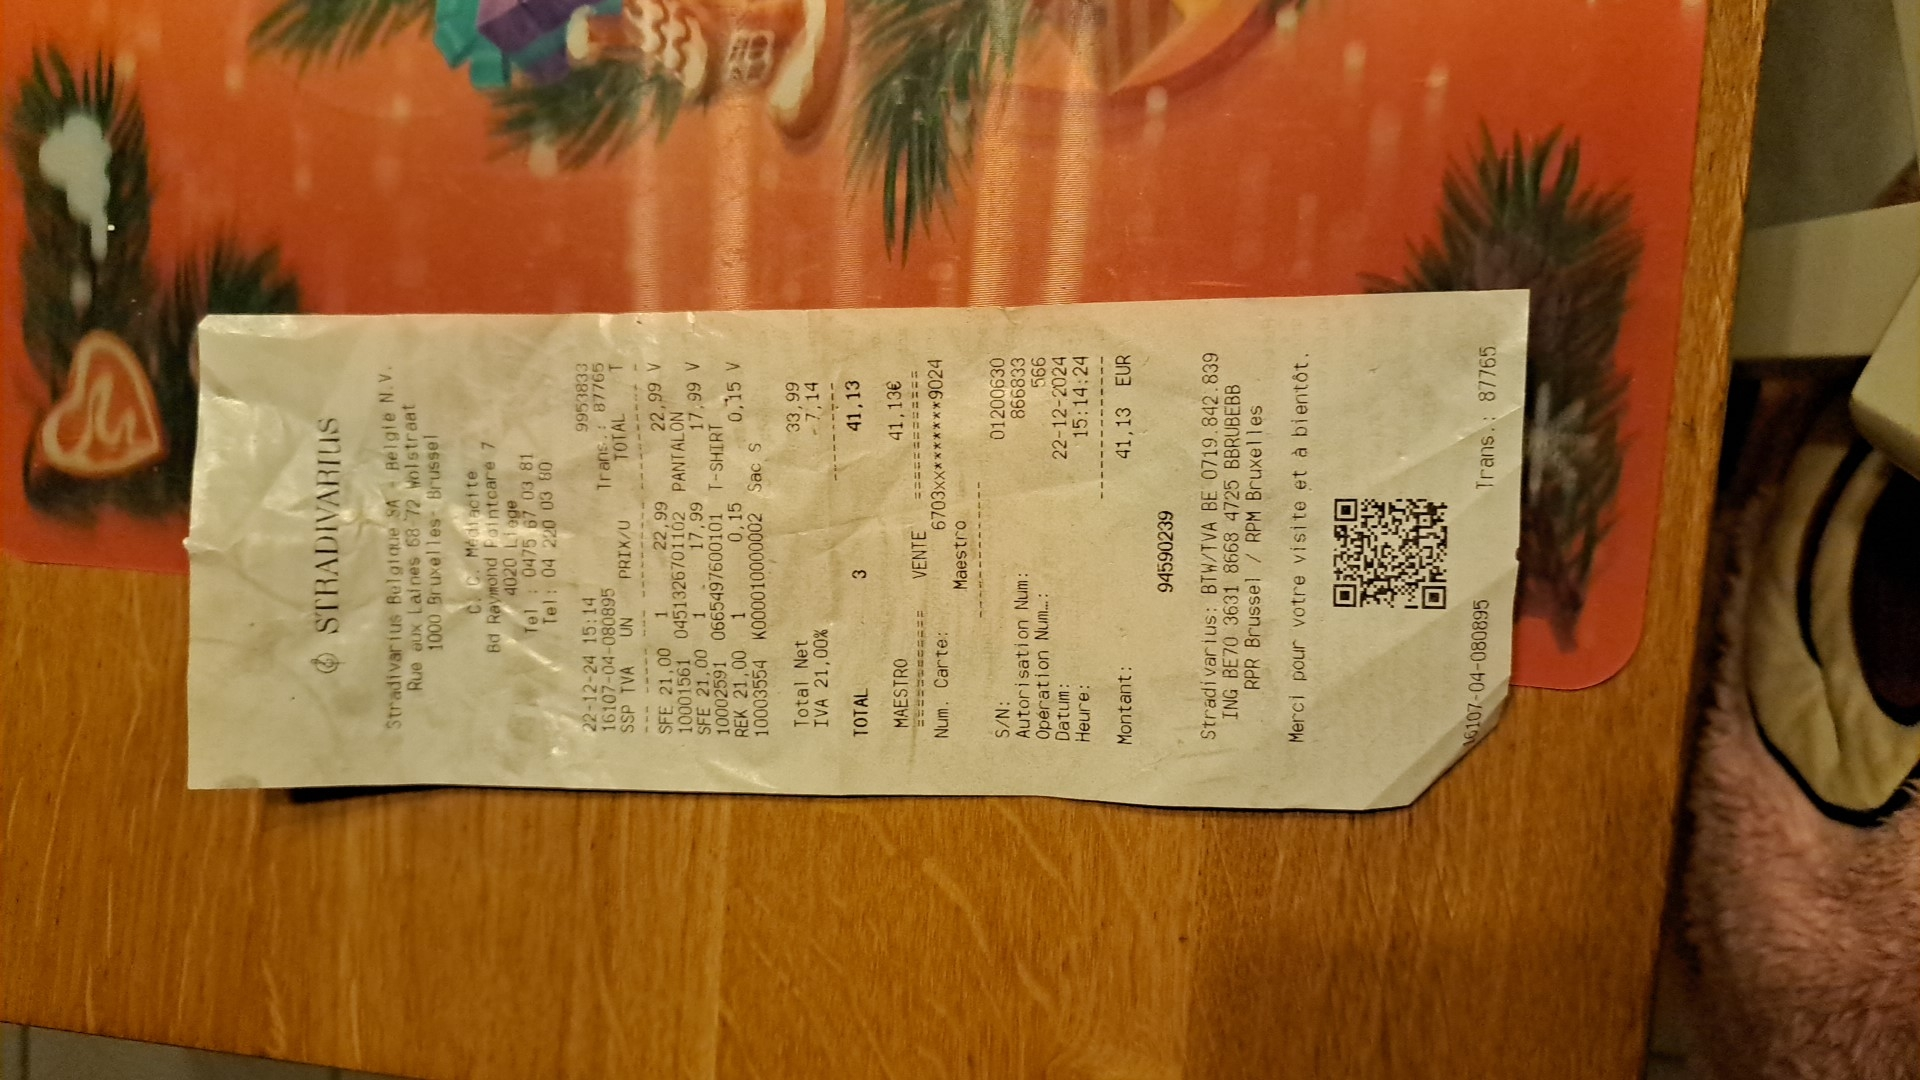 STRADIVARIUS
Stradivarius Belgique SA - België N.V.
Rue aux Laines 68 72 Wolstraat
1000 Bruxelles- Brussel
C. C. Médiacité
Bd Raymond Pointcaré 7
4020 Liege
Tel : 0475 67 03 81
Tel: 04 220 03 80
22-12-24 15:14 9953833
16107-04-080895 Trans.: 87765
SSP TVA UN PRIX/U TOTAL T
SFE 21,00 1 22,99 22,99 V
10001561 0451326701102 PANTALON
SFE 21,00 1 17,99 17,99 V
10002591 0665497600101 T-SHIRT
REK 21,00 1 0,15 0,15 V
10003554 K0000100000002 Sac S
Total Net 33,99
IVA 21,00% 7,14
TOTAL 3 41,13
MAESTRO 41,13€
=========== VENTE ===============
Num. Carte: 6703XX*********9024
Maestro
S/N: 01200630
Autorisation Num: 866833
Opération Num…: 566
Datum: 22-12-2024
Heure: 15:14:24
Montant: 41,13 EUR
94590239
Stradivarius: BTW/TVA BE 0719.842.839
ING BE70 3631 8668 4725 BBRUBEBB
RPR Brussel / RPM Bruxelles
Merci pour votre visite et à bientôt.
16107-04-080895 Trans.: 87765